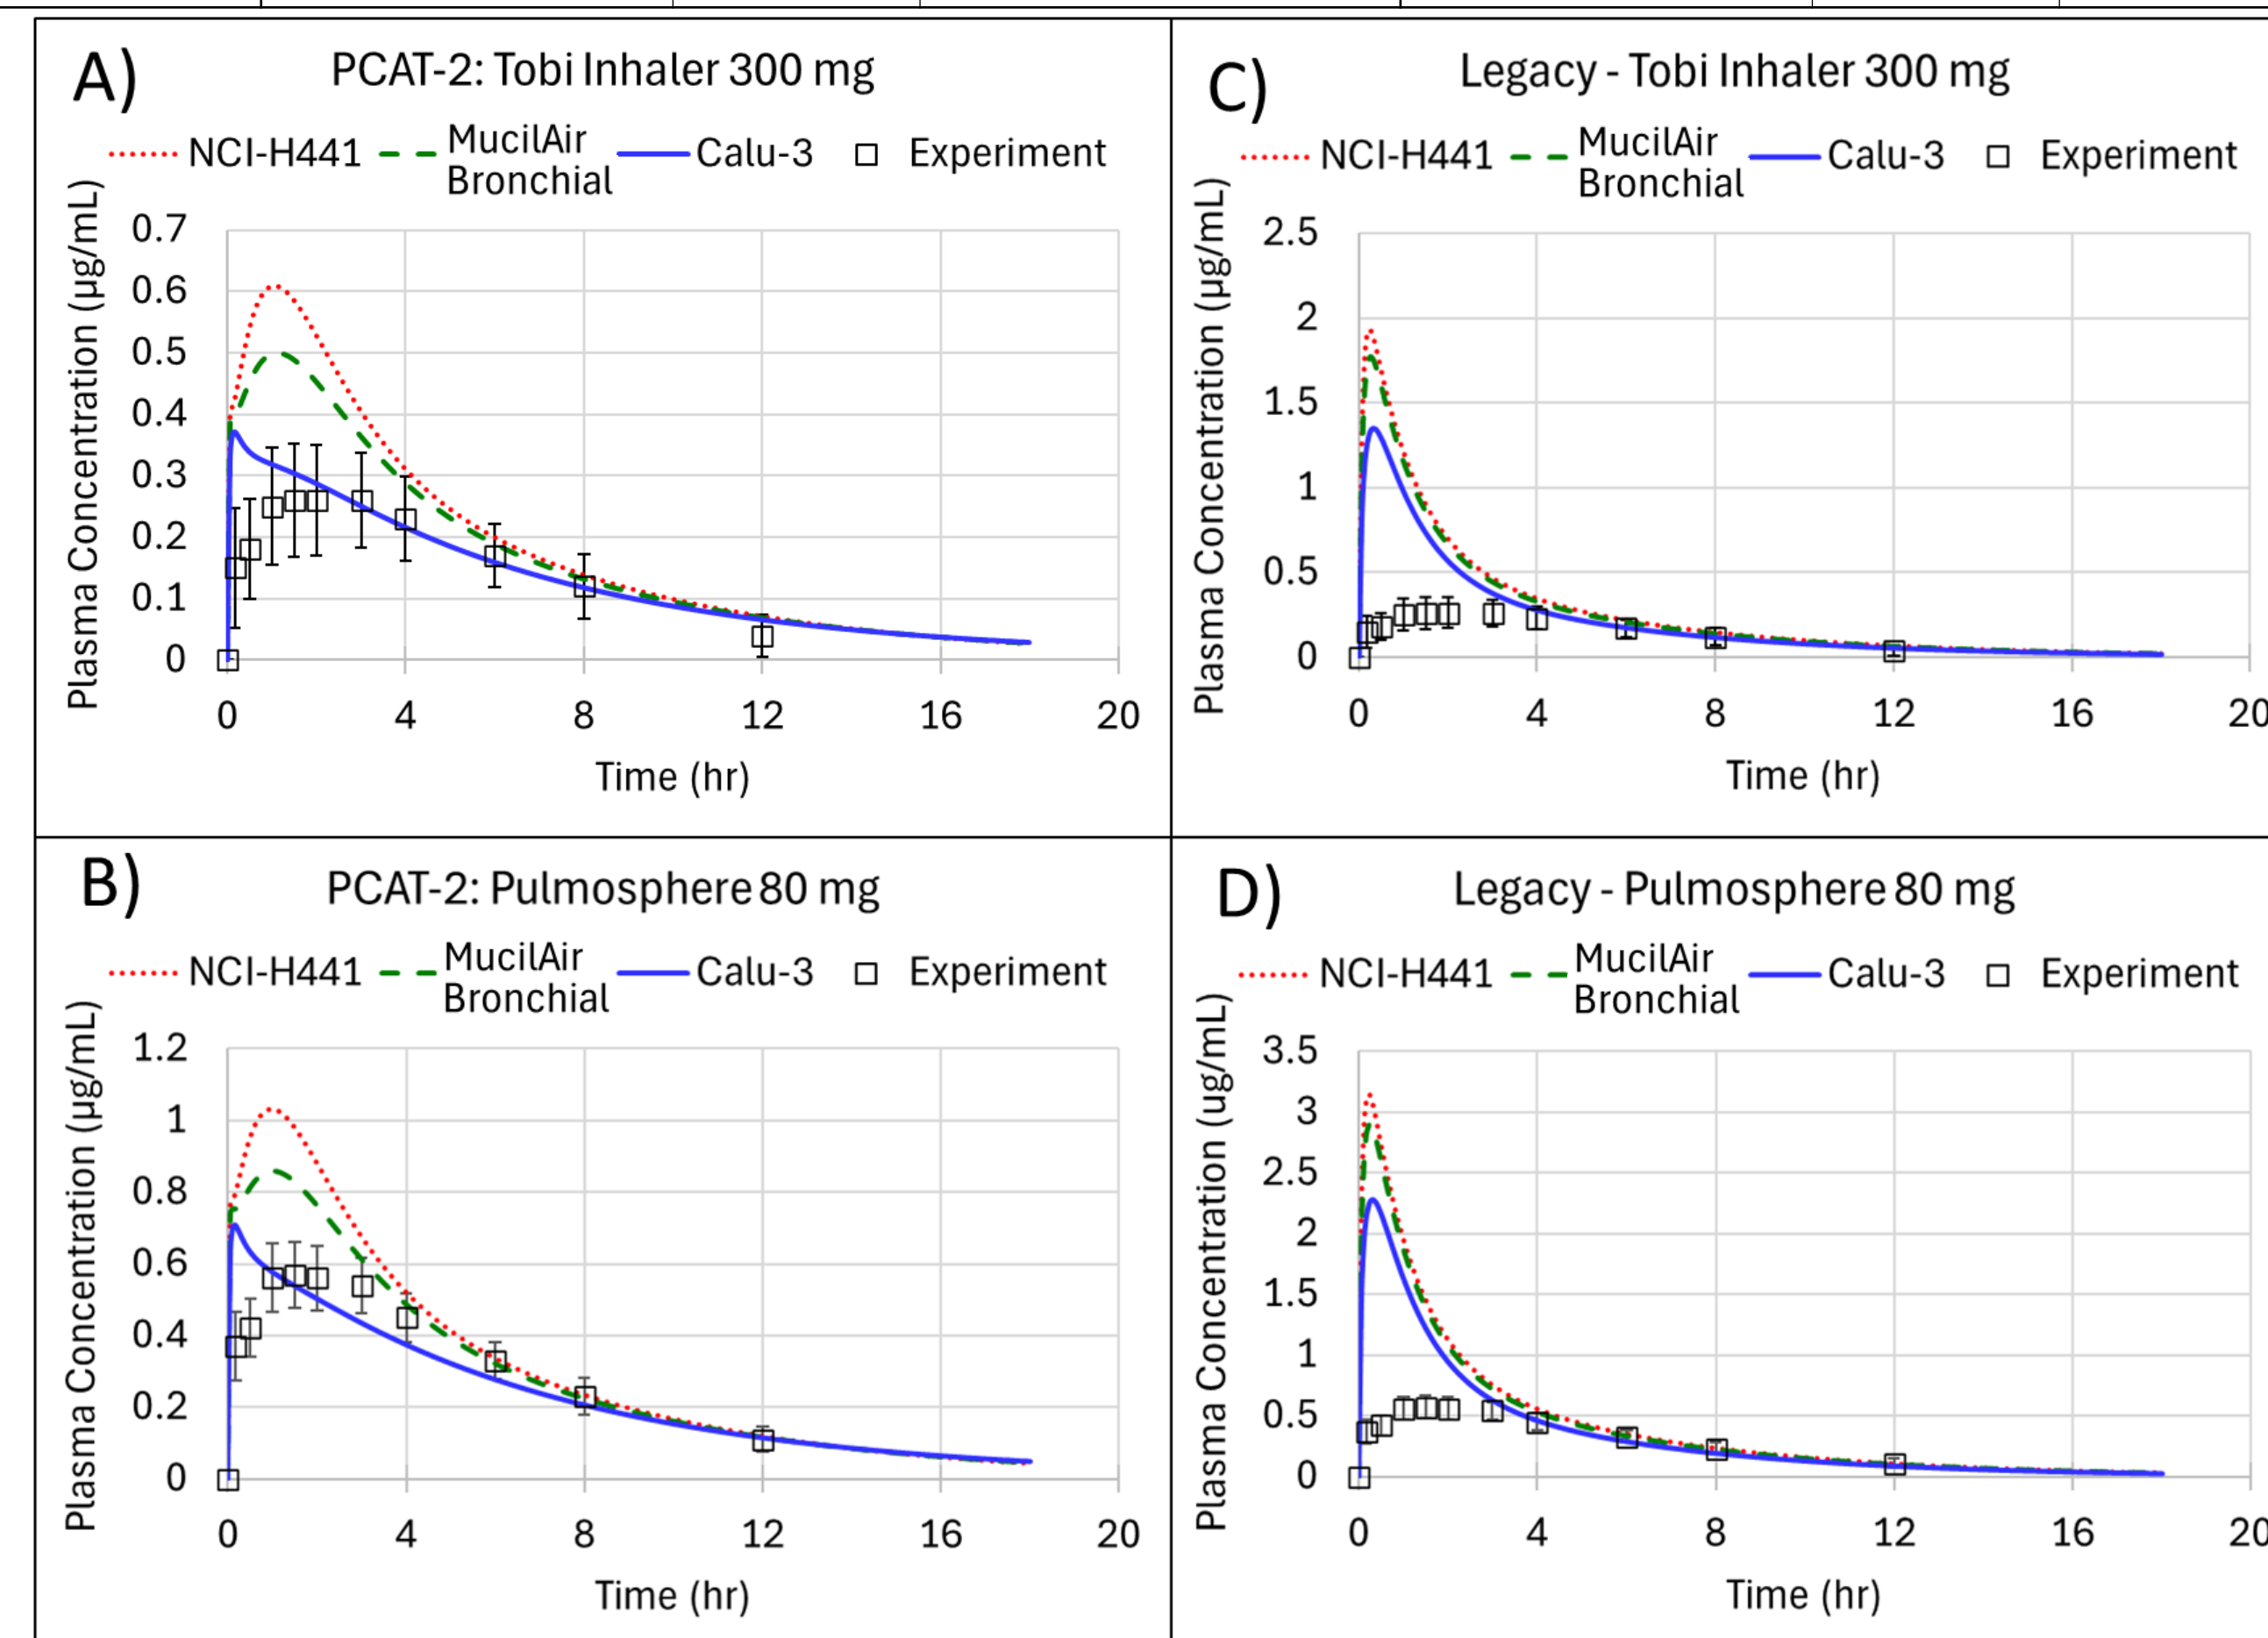 A)
PCAT-2: Tobi Inhaler 300 mg
NCI-H441 MucilAir Bronchial Calu-3 Experiment
Plasma Concentration (µg/mL)
0.7
0.6
0.5
0.4
0.3
0.2
0.1
0
0 4 8 12 16 20
Time (hr)
C)
Legacy - Tobi Inhaler 300 mg
NCI-H441 MucilAir Bronchial Calu-3 Experiment
Plasma Concentration (µg/mL)
2.5
2
1.5
1
0.5
0
0 4 8 12 16 20
Time (hr)
B)
PCAT-2: Pulmosphere 80 mg
NCI-H441 MucilAir Bronchial Calu-3 Experiment
Plasma Concentration (µg/mL)
1.2
1
0.8
0.6
0.4
0.2
0
0 4 8 12 16 20
Time (hr)
D)
Legacy - Pulmosphere 80 mg
NCI-H441 MucilAir Bronchial Calu-3 Experiment
Plasma Concentration (ug/mL)
3.5
3
2.5
2
1.5
1
0.5
0
0 4 8 12 16 20
Time (hr)